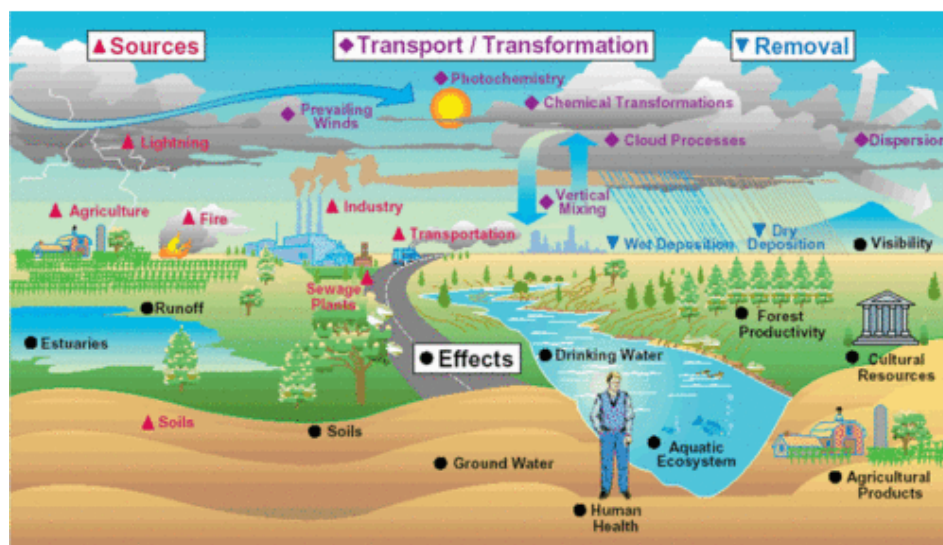 Sources
Transport / Transformation
Removal
Photochemistry
Prevailing
Winds
Chemical Transformations
Lightning
Cloud Processes
Dispersion
Agriculture
Fire
Industry
Vertical
Mixing
Transportation
Wet Deposition
Dry
Deposition
Visibility
Sewage
Plants
Runoff
Estuaries
Effects
Drinking Water
Forest
Productivity
Cultural
Resources
Soils
Soils
Ground Water
Aquatic
Ecosystem
Agricultural
Products
Human
Health